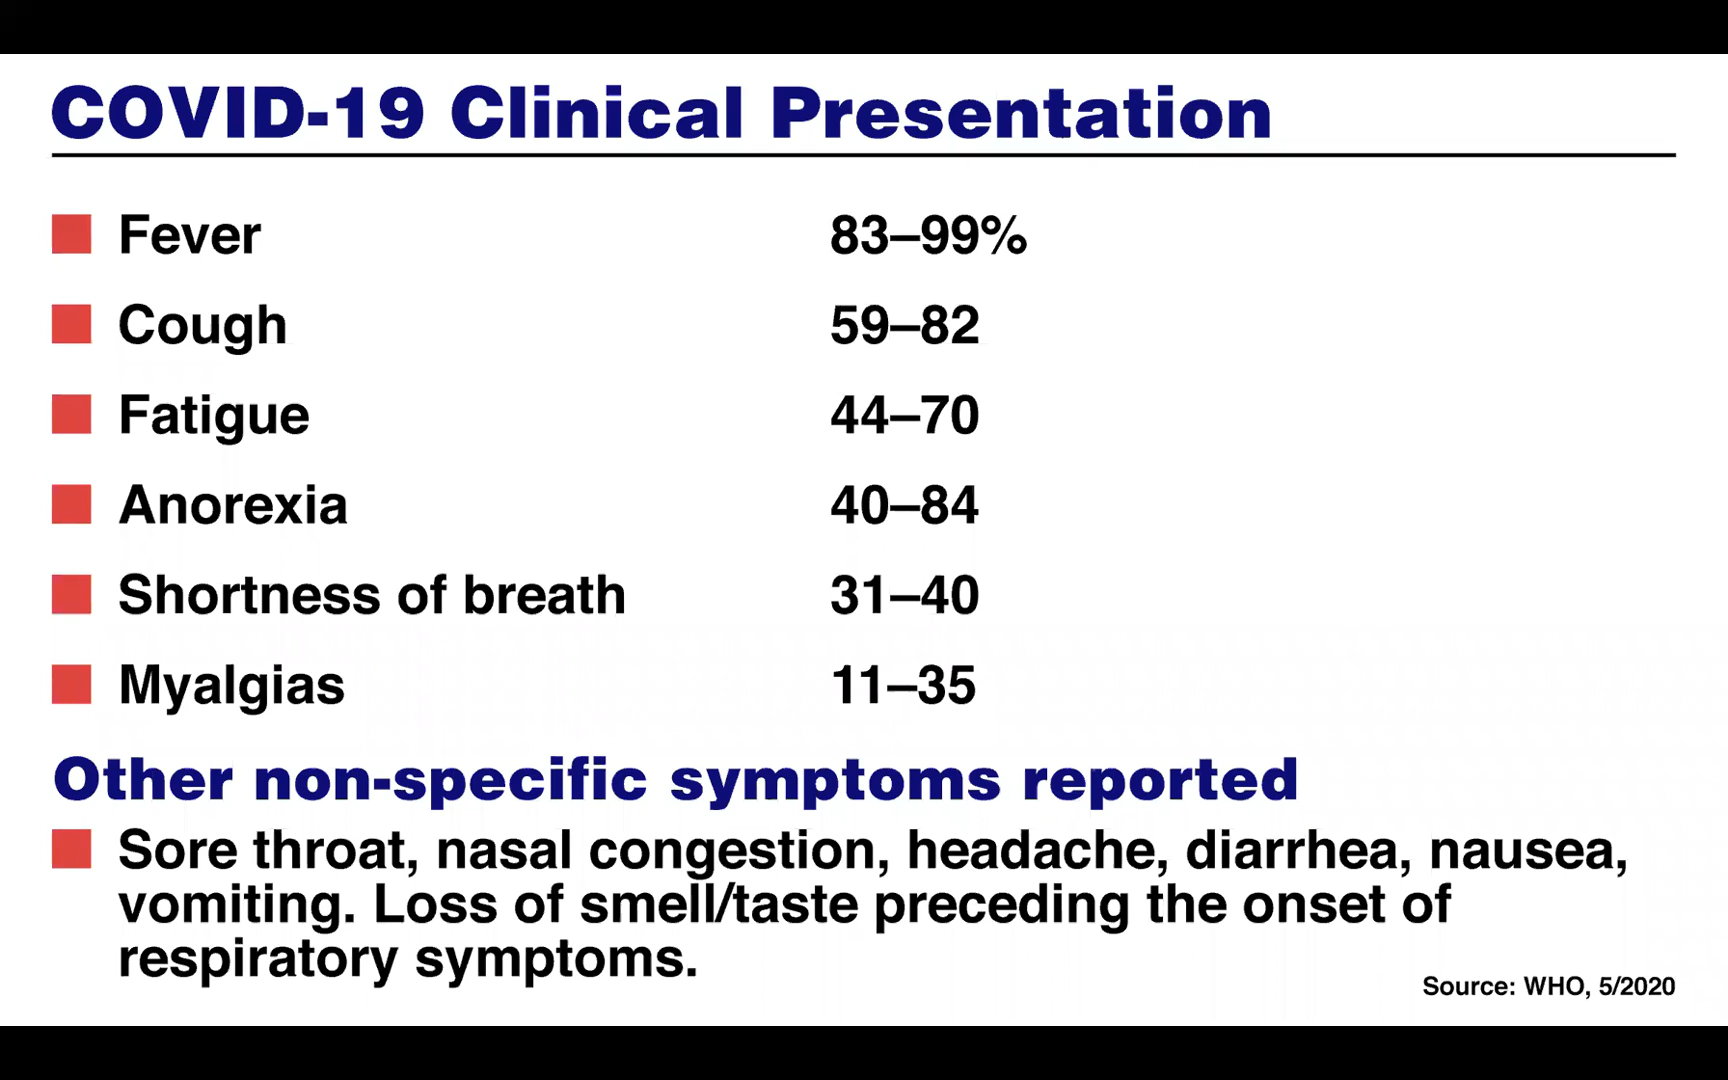 COVID-19 Clinical Presentation
Fever 83–99%
Cough 59–82
Fatigue 44–70
Anorexia 40–84
Shortness of breath 31–40
Myalgias 11–35
Other non-specific symptoms reported
Sore throat, nasal congestion, headache, diarrhea, nausea,
vomiting. Loss of smell/taste preceding the onset of
respiratory symptoms.
Source: WHO, 5/2020